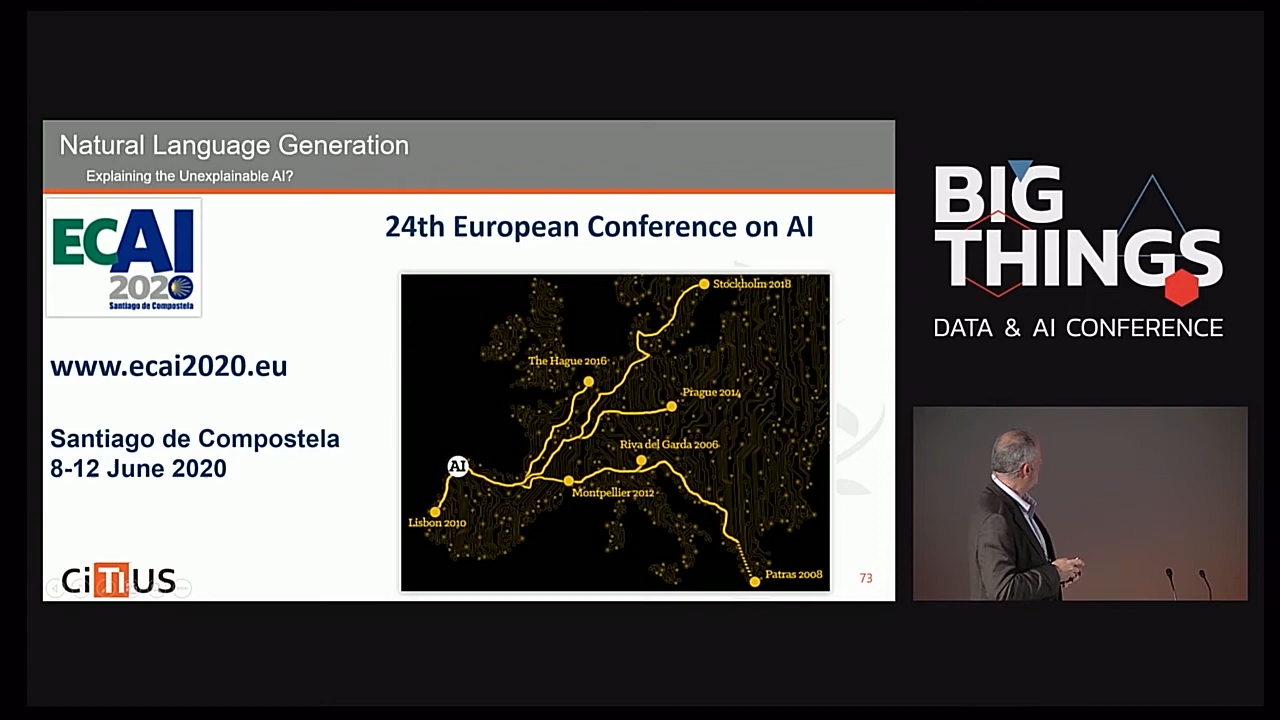 Natural Language Generation
Explaining the Unexplainable AI?
ECAI
2020
Santiago de Compostela
24th European Conference on AI
www.ecai2020.eu
Santiago de Compostela
8-12 June 2020
Stockholm 2018
The Hague 2016
Prague 2014
Riva del Garda 2006
AI
Montpellier 2012
Lisbon 2010
Patras 2008
CiTIUS
73
BIG
THINGS
DATA & AI CONFERENCE